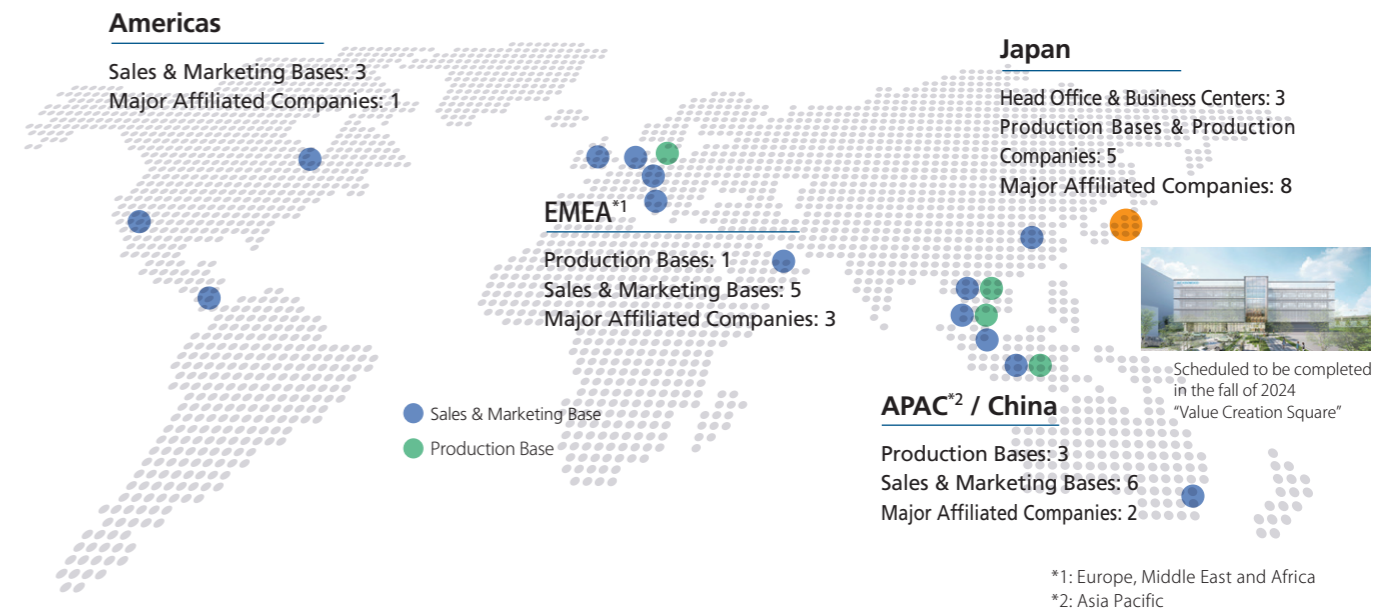 Americas
Sales & Marketing Bases: 3
Major Affiliated Companies: 1
Japan
Head Office & Business Centers: 3
Production Bases & Production
Companies: 5
Major Affiliated Companies: 8
EMEA*1
Production Bases: 1
Sales & Marketing Bases: 5
Major Affiliated Companies: 3
Scheduled to be completed
in the fall of 2024
“Value Creation Square”
Sales & Marketing Base
Production Base
APAC*2 / China
Production Bases: 3
Sales & Marketing Bases: 6
Major Affiliated Companies: 2
*1: Europe, Middle East and Africa
*2: Asia Pacific